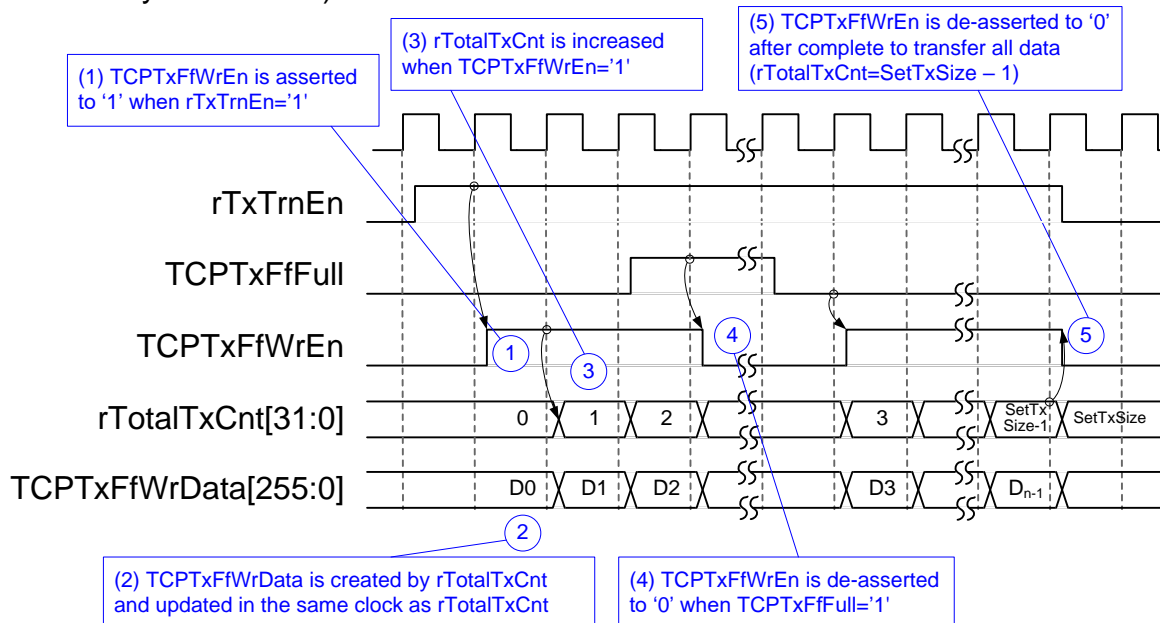 (5) TCPTxFfWrEn is de-asserted to ‘0’
after complete to transfer all data
(rTotalTxCnt=SetTxSize – 1)
(3) rTotalTxCnt is increased
when TCPTxFfWrEn=’1’
(1) TCPTxFfWrEn is asserted
to ‘1’ when rTxTrnEn=’1’
rTxTrnEn
TCPTxFfFull
TCPTxFfWrEn
1
3
4
5
rTotalTxCnt[31:0]
0
1
2
3
SetTx
Size-1
SetTxSize
TCPTxFfWrData[255:0]
D0
D1
D2
D3
Dn-1
2
(2) TCPTxFfWrData is created by rTotalTxCnt
and updated in the same clock as rTotalTxCnt
(4) TCPTxFfWrEn is de-asserted
to ‘0’ when TCPTxFfFull=’1’